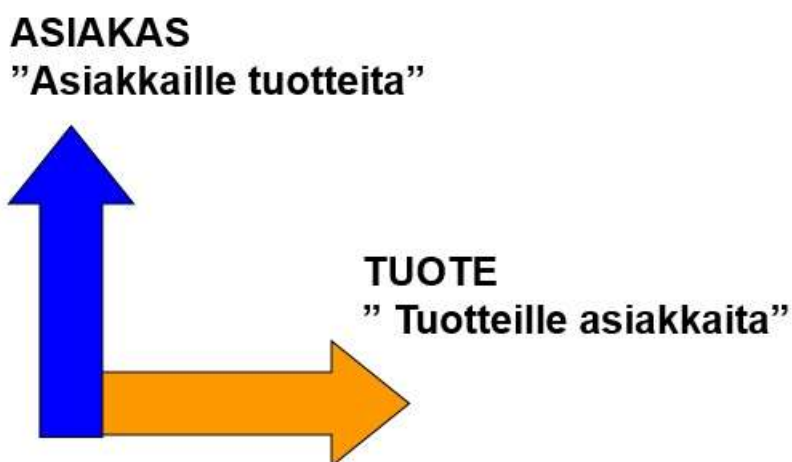 ASIAKAS
”Asiakkaille tuotteita”
TUOTE
” Tuotteille asiakkaita”